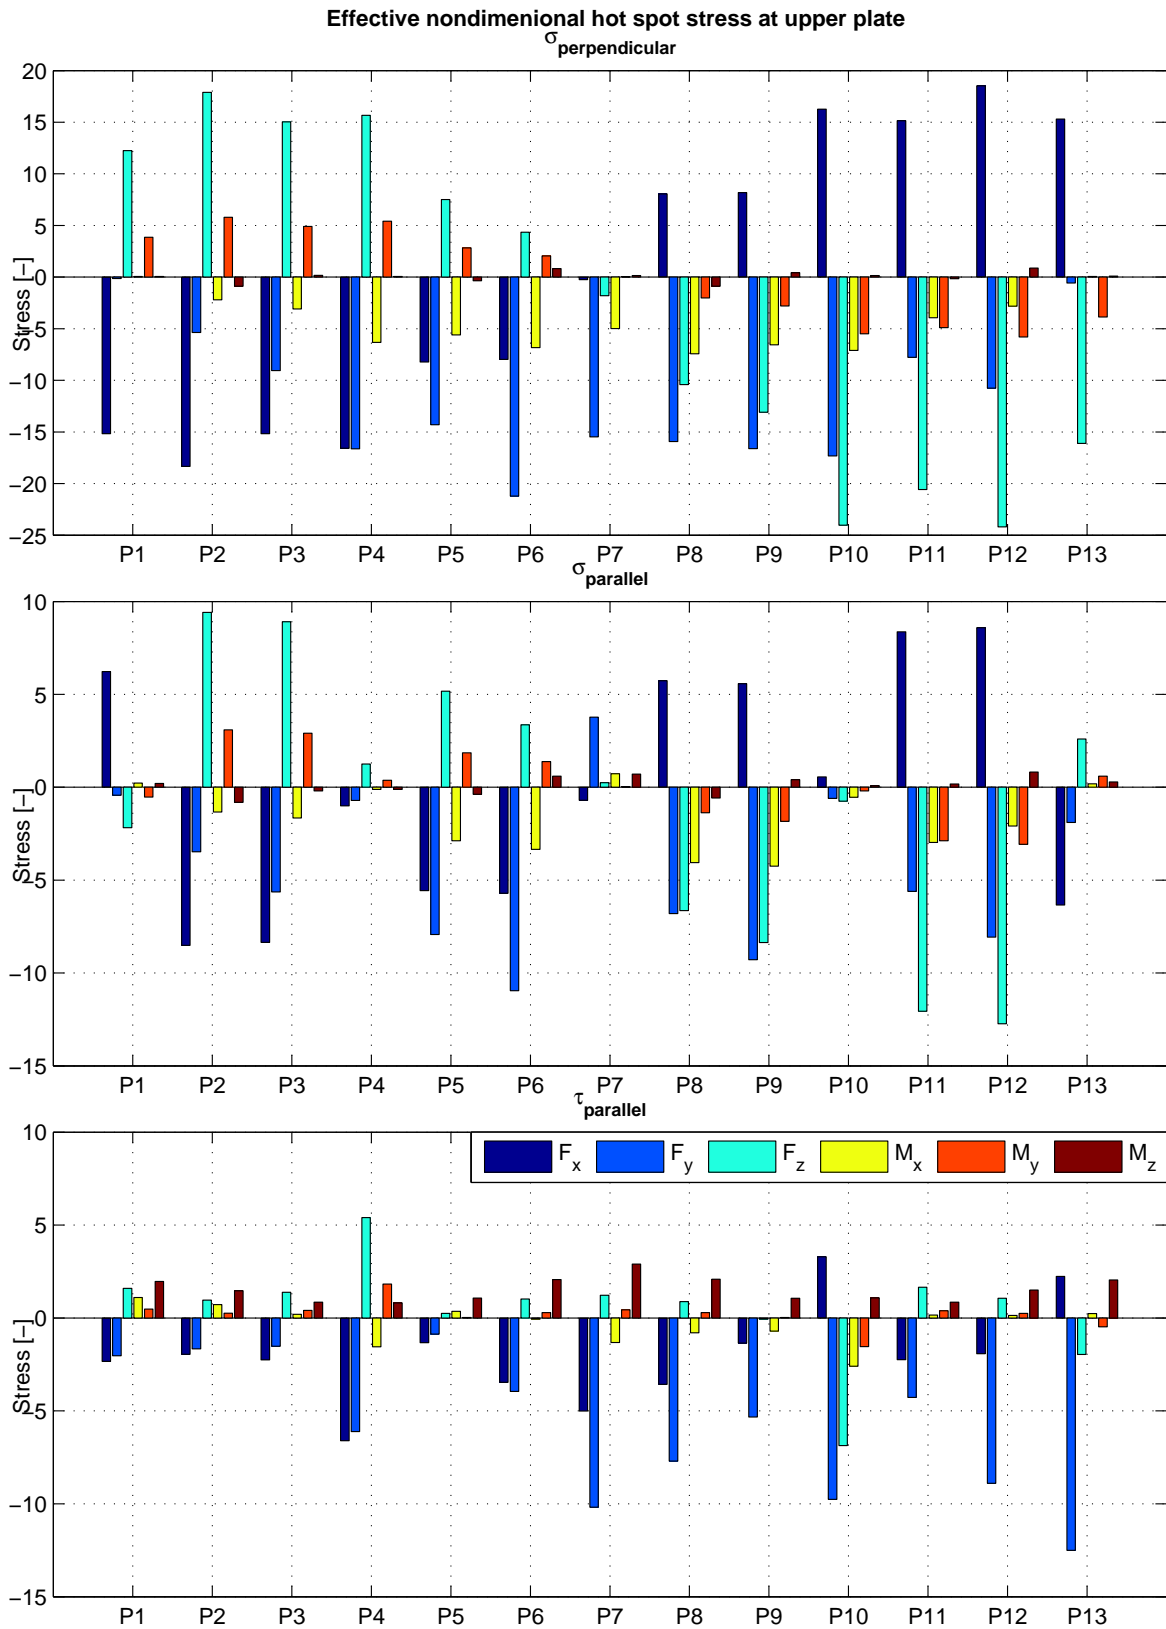 Effective nondimenional hot spot stress at upper plate
σperpendicular
20
15
10
5
0
−5
−10
−15
−20
−25
Stress [−]
P1 P2 P3 P4 P5 P6 P7 P8 P9 P10 P11 P12 P13
σparallel
10
5
0
−5
−10
−15
Stress [−]
P1 P2 P3 P4 P5 P6 P7 P8 P9 P10 P11 P12 P13
τparallel
10
5
0
−5
−10
−15
Stress [−]
Fx Fy Fz Mx My Mz
P1 P2 P3 P4 P5 P6 P7 P8 P9 P10 P11 P12 P13